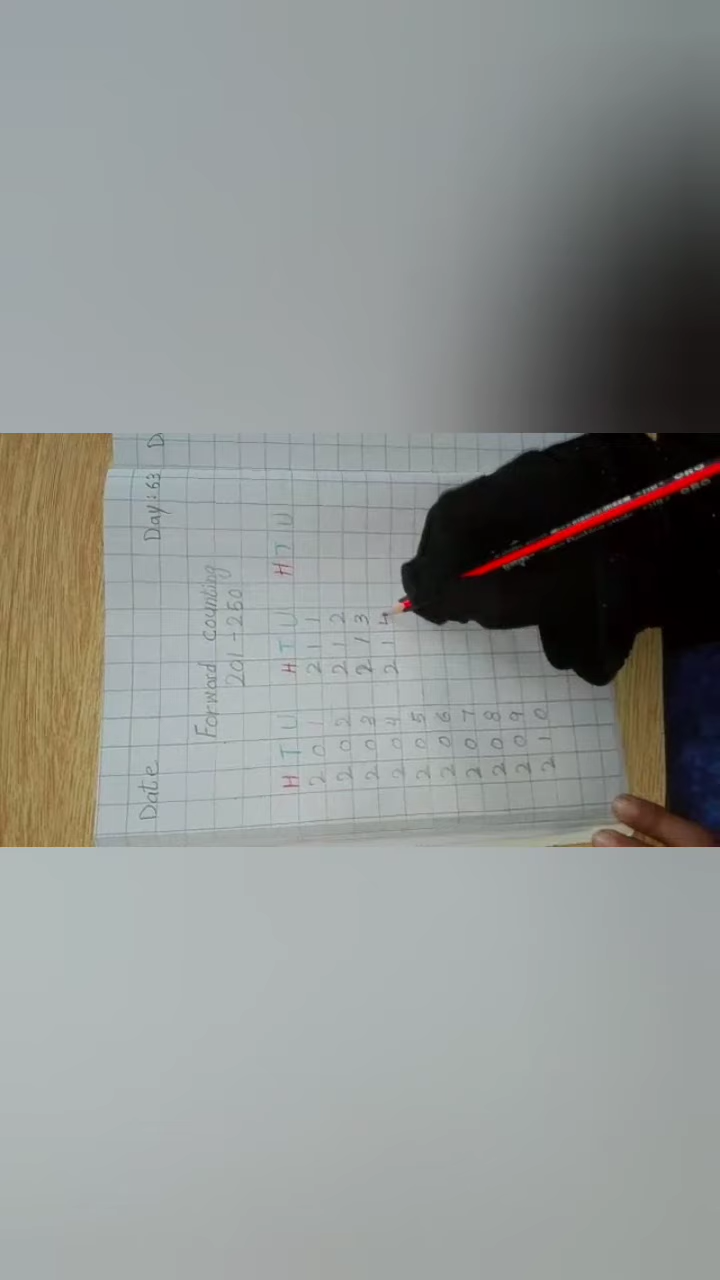 Date Day:63 D
Forward counting
201-250
H T U H T U H T U
2 0 1 2 1 1
2 0 2 2 1 2
2 0 3 2 1 3
2 0 4 2 1 4
2 0 5
2 0 6
2 0 7
2 0 8
2 0 9
2 1 0